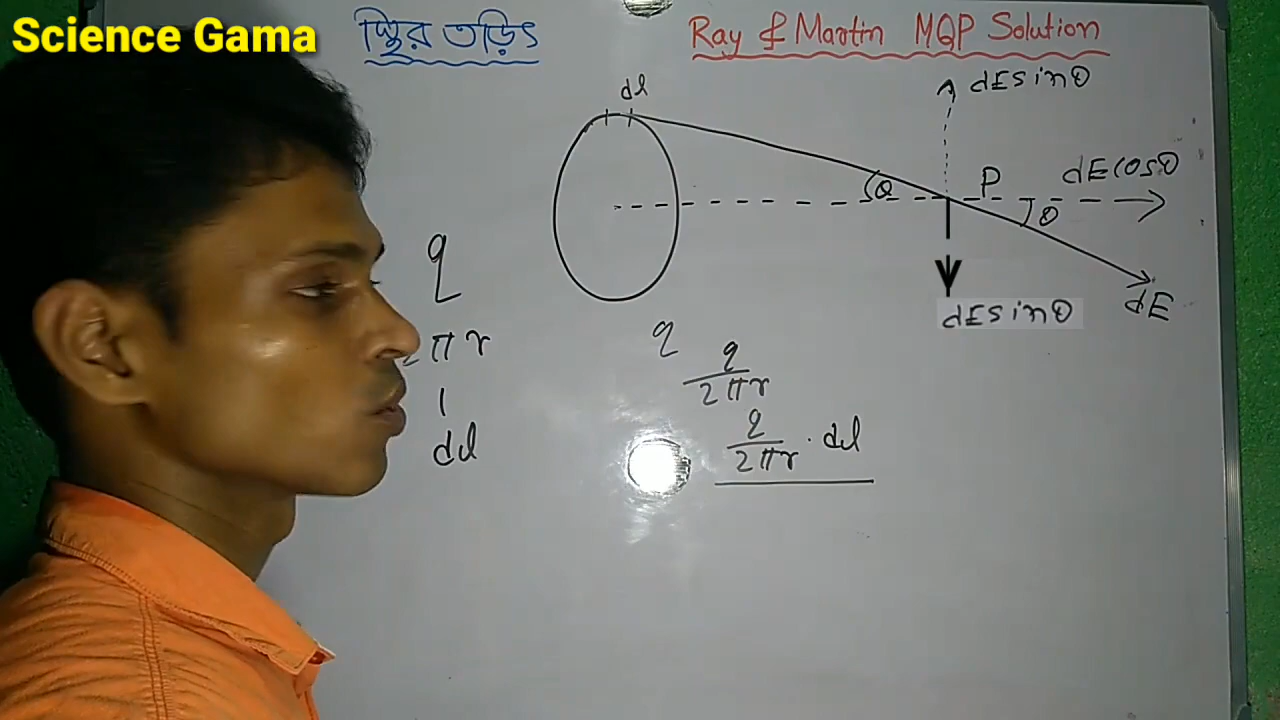 Science Gama
স্থির তড়িৎ
Ray & Martin MQP Solution
dl
dEsinθ
P
dEcosθ
θ
θ
dEsinθ
dE
q
2πr
1
dl
q
q
2πr
q
2πr
. dl